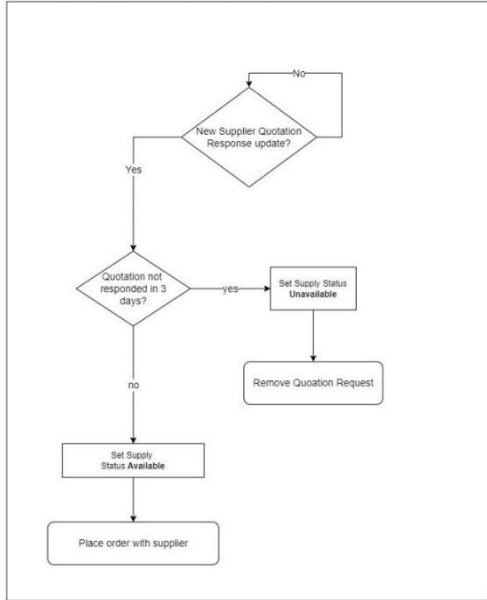 No
New Supplier Quotation
Response update?
Yes
Quotation not
responded in 3
days?
yes
Set Supply Status
Unavailable
Remove Quoation Request
no
Set Supply
Status Available
Place order with supplier